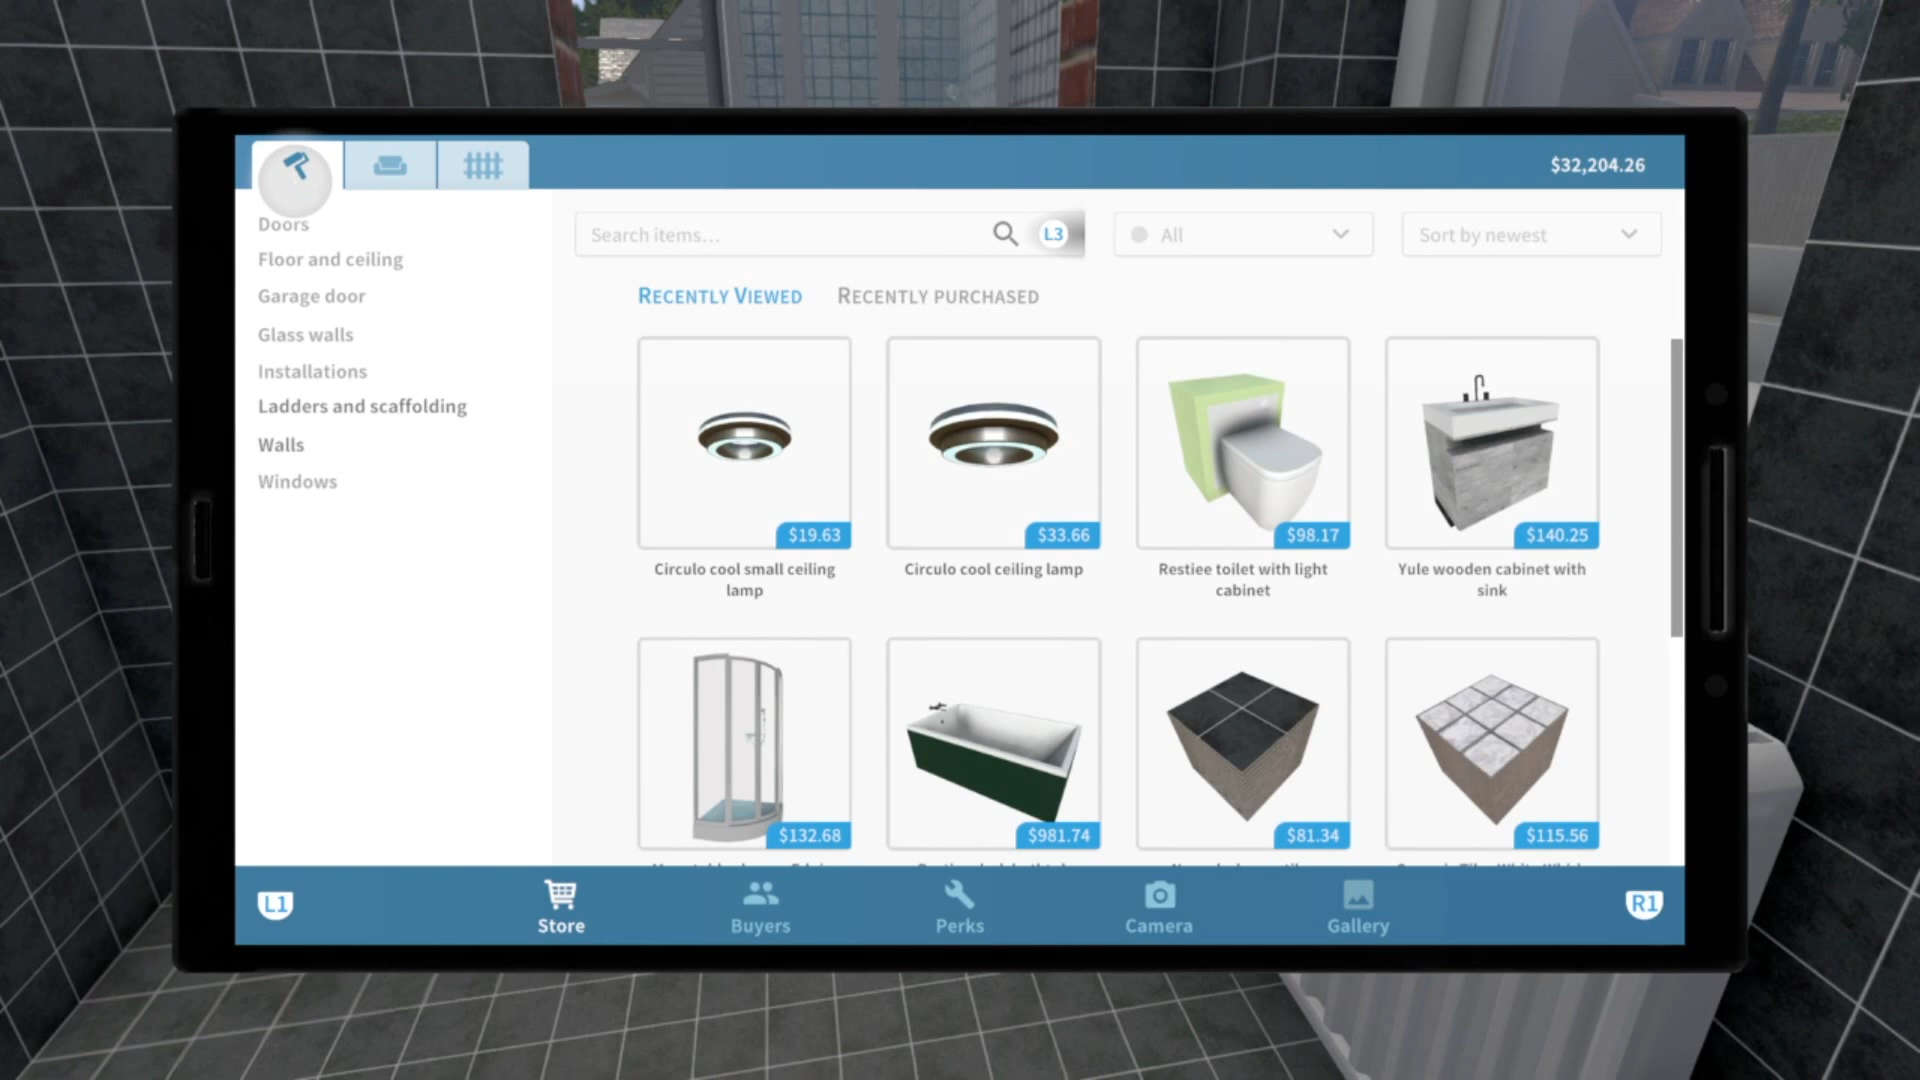 $32,204.26
Doors
Floor and ceiling
Garage door
Glass walls
Installations
Ladders and scaffolding
Walls
Windows
Search items...
L3
All
Sort by newest
RECENTLY VIEWED
RECENTLY PURCHASED
$19.63
$33.66
$98.17
$140.25
Circulo cool small ceiling
lamp
Circulo cool ceiling lamp
Restiee toilet with light
cabinet
Yule wooden cabinet with
sink
$132.68
$981.74
$81.34
$115.56
L1
Store
Buyers
Perks
Camera
Gallery
R1